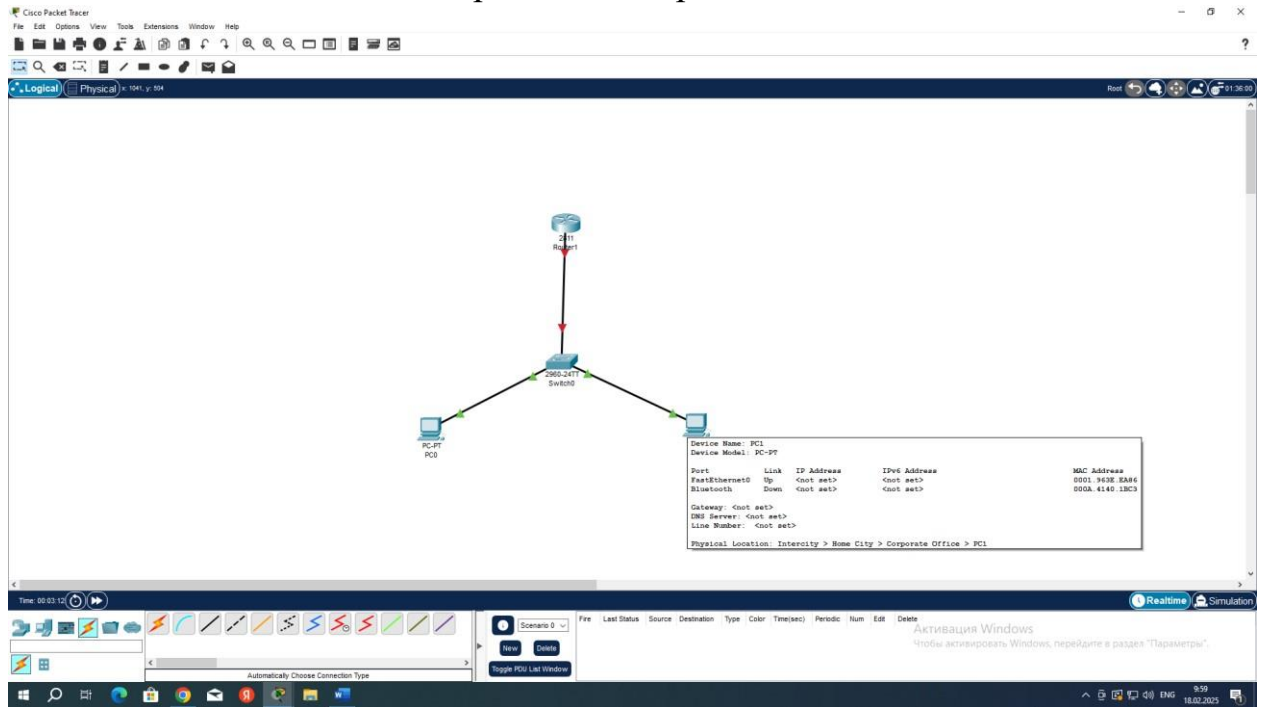 Cisco Packet Tracer
File Edit Options View Tools Extensions Window Help
?
Logical Physical x: 1041, y: 504 Root 01:36:00
2811
Router1
2960-24TT
Switch0
PC-PT
PC0
Device Name: PC1
Device Model: PC-PT
Port Link IP Address IPv6 Address MAC Address
FastEthernet0 Up <not set> <not set> 0001.963E.EA86
Bluetooth Down <not set> <not set> 000A.4140.1BC3
Gateway: <not set>
DNS Server: <not set>
Line Number: <not set>
Physical Location: Intercity > Home City > Corporate Office > PC1
Time: 00:03:12 Realtime Simulation
Scenario 0 Fire Last Status Source Destination Type Color Time(sec) Periodic Num Edit Delete
New Delete
Toggle PDU List Window
Automatically Choose Connection Type
Активация Windows
Чтобы активировать Windows, перейдите в раздел "Параметры".
ENG 9:59
18.02.2025